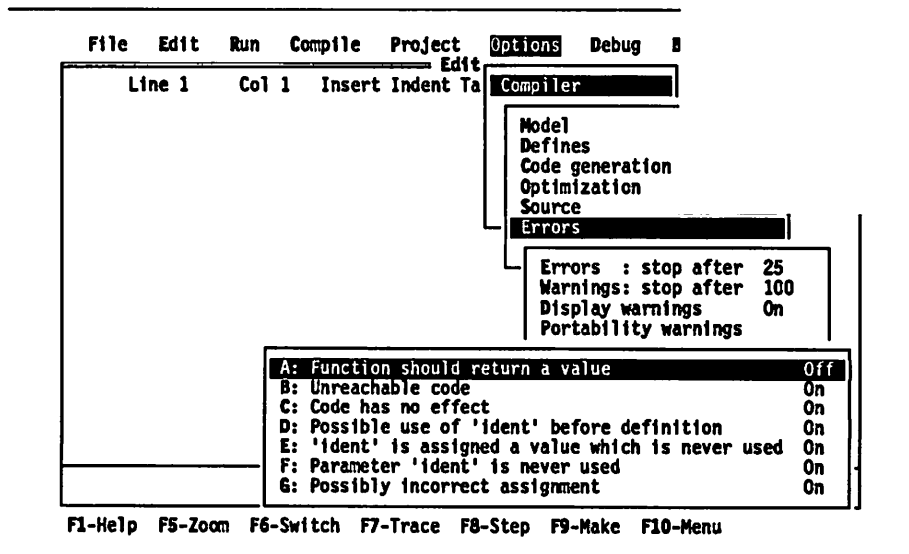 File Edit Run Compile Project Options Debug
Edit
Line 1 Col 1 Insert Indent Ta
Compiler
Model
Defines
Code generation
Optimization
Source
Errors
Errors : stop after 25
Warnings: stop after 100
Display warnings On
Portability warnings
A: Function should return a value Off
B: Unreachable code On
C: Code has no effect On
D: Possible use of 'ident' before definition On
E: 'ident' is assigned a value which is never used On
F: Parameter 'ident' is never used On
G: Possibly incorrect assignment On
F1-Help F5-Zoom F6-Switch F7-Trace F8-Step F9-Make F10-Menu